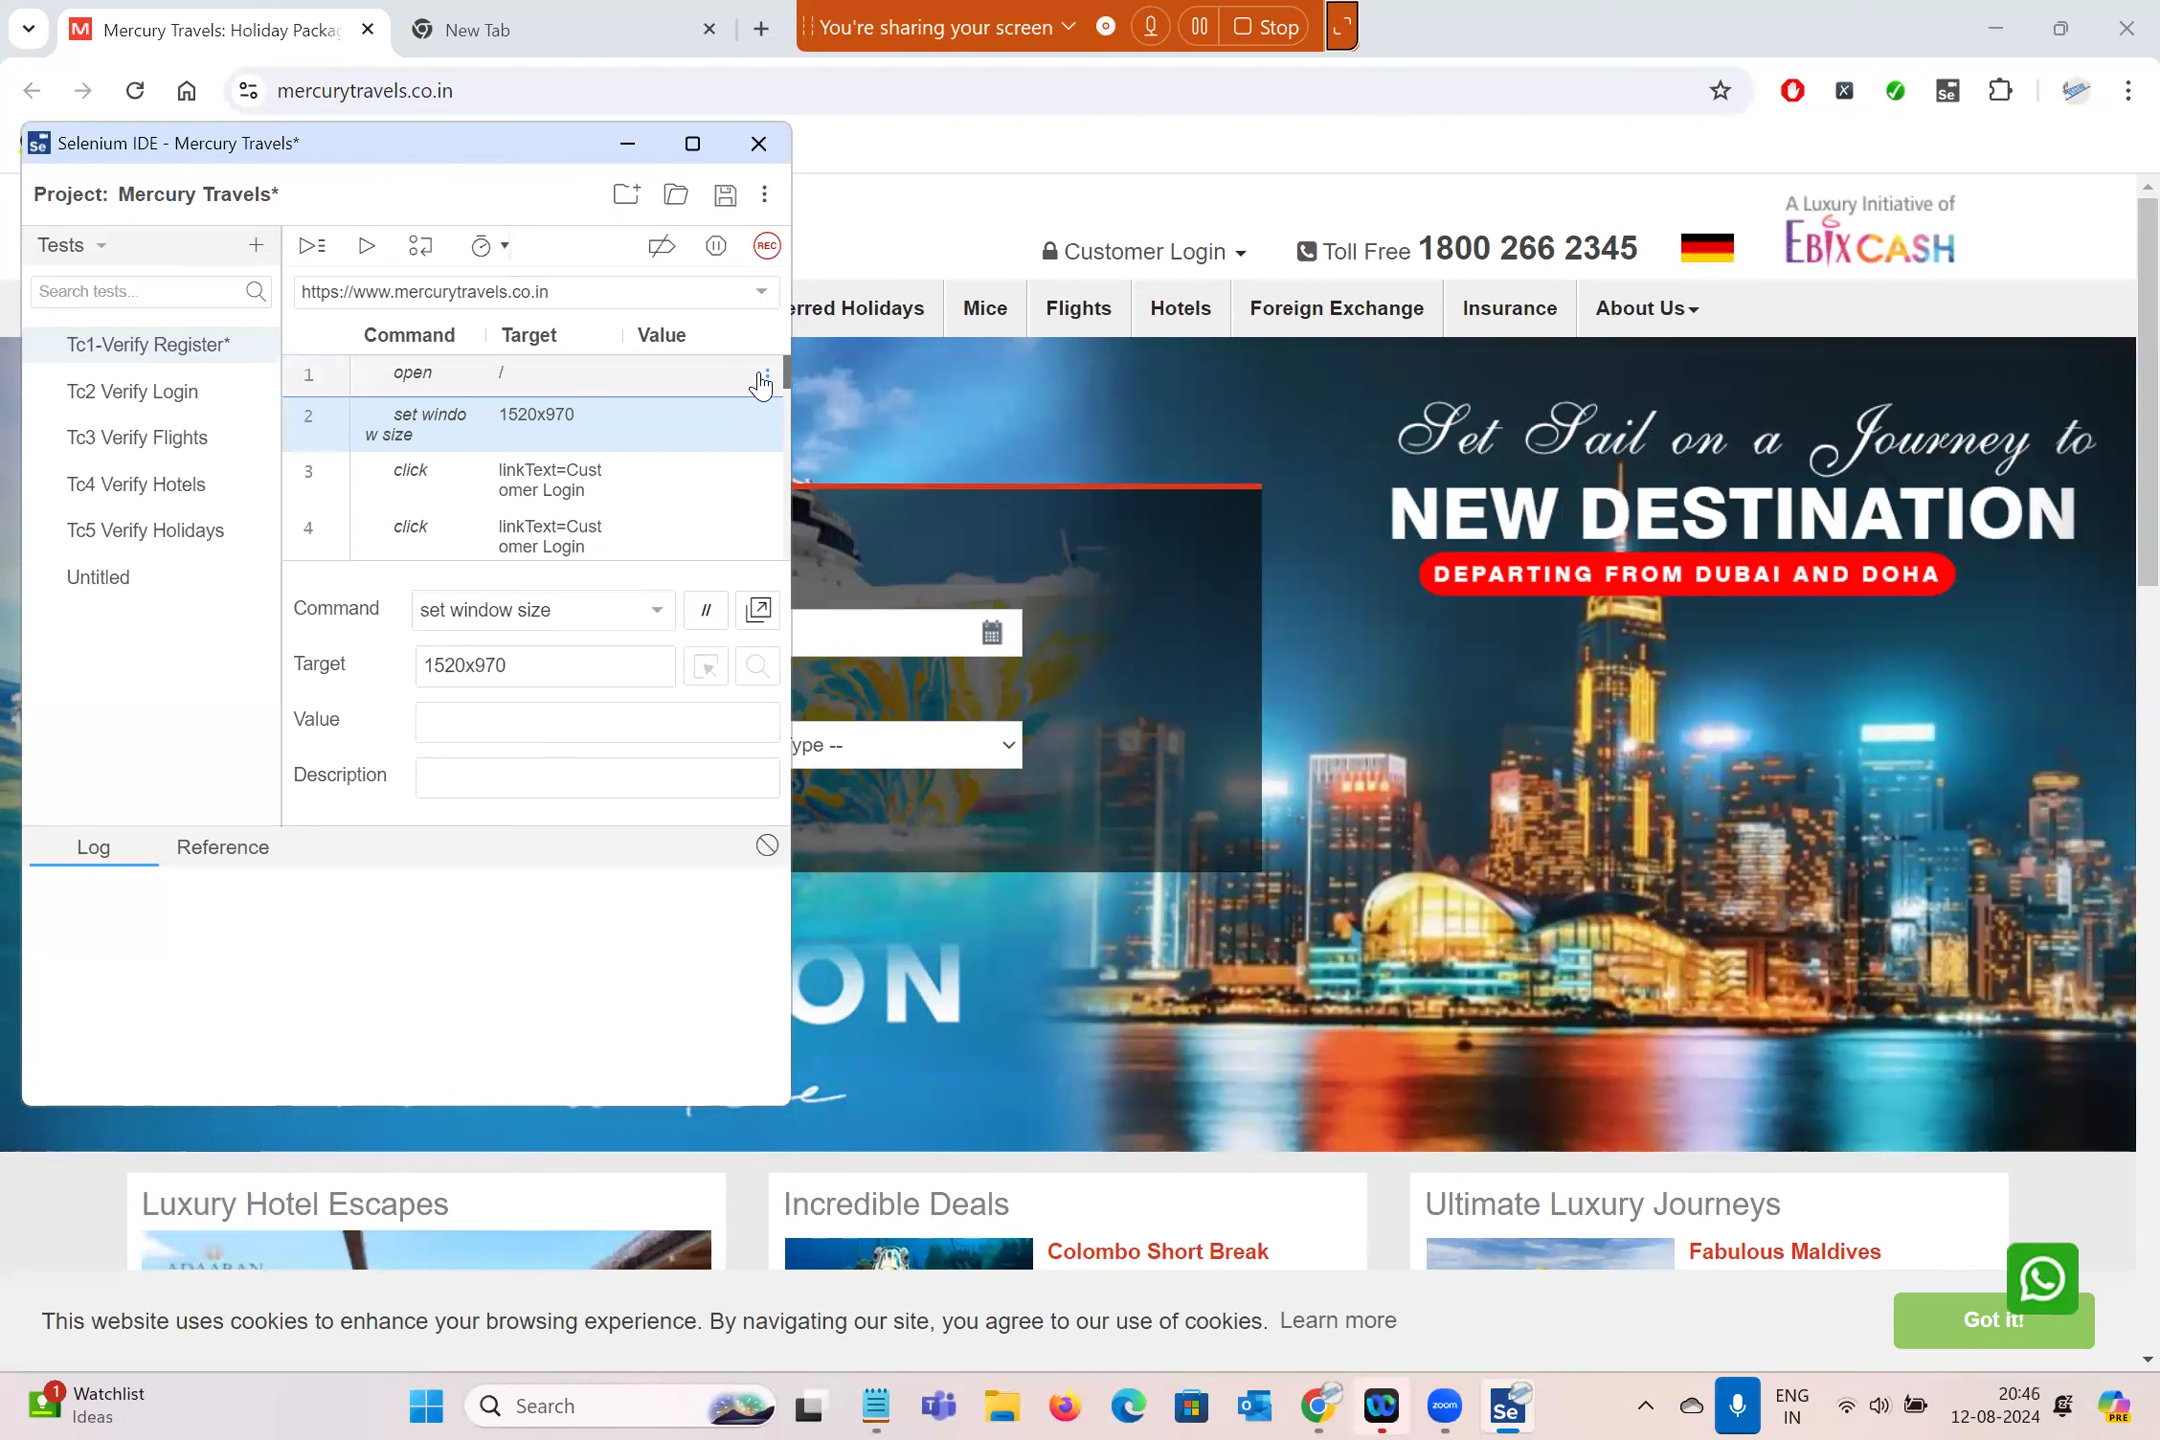 Mercury Travels: Holiday Packag
New Tab
You're sharing your screen
Stop
mercurytravels.co.in
Se
Selenium IDE - Mercury Travels*
Project: Mercury Travels*
Tests
REC
Search tests...
https://www.mercurytravels.co.in
Command Target Value
Tc1-Verify Register*
Tc2 Verify Login
Tc3 Verify Flights
Tc4 Verify Hotels
Tc5 Verify Holidays
Untitled
1 open /
2 set windo
w size 1520x970
3 click linkText=Cust
omer Login
4 click linkText=Cust
omer Login
Command set window size //
Target 1520x970
Value
Description
Log Reference
Customer Login
Toll Free 1800 266 2345
A Luxury Initiative of
EBIXCASH
erred Holidays Mice Flights Hotels Foreign Exchange Insurance About Us
Set Sail on a Journey to
NEW DESTINATION
DEPARTING FROM DUBAI AND DOHA
ype --
ON
Luxury Hotel Escapes
Incredible Deals
Ultimate Luxury Journeys
ADAARAN
Colombo Short Break
Fabulous Maldives
This website uses cookies to enhance your browsing experience. By navigating our site, you agree to our use of cookies. Learn more
Got it!
1
Watchlist
Ideas
Search
zoom
Se
ENG
IN
20:46
12-08-2024
PRE